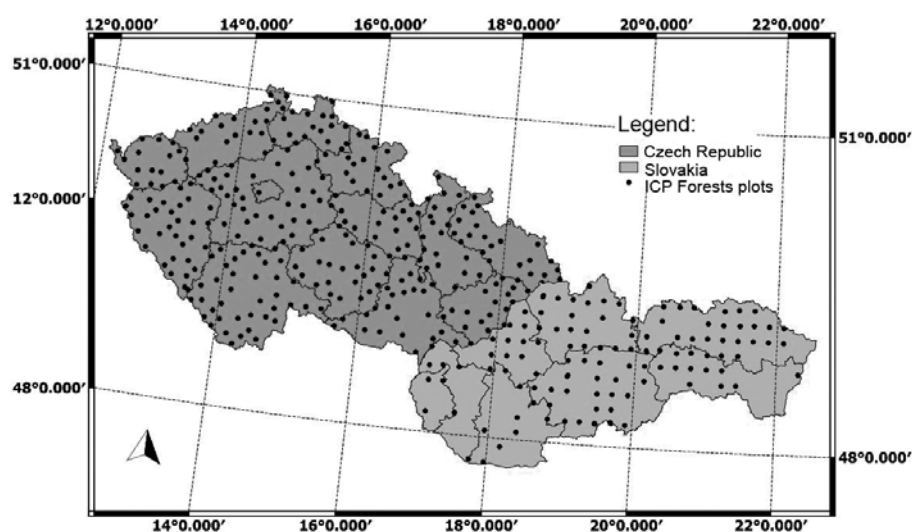 12°0.000′ 14°0.000′ 16°0.000′ 18°0.000′ 20°0.000′ 22°0.000′
51°0.000′
Legend:
51°0.000′
Czech Republic
Slovakia
ICP Forests plots
12°0.000′
48°0.000′
48°0.000′
14°0.000′ 16°0.000′ 18°0.000′ 20°0.000′ 22°0.000′